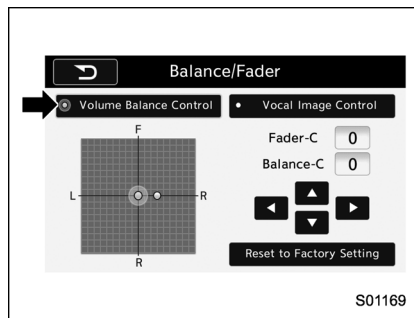 Balance/Fader
Volume Balance Control
Vocal Image Control
F
L
R
R
Fader-C 0
Balance-C 0
Reset to Factory Setting
S01169